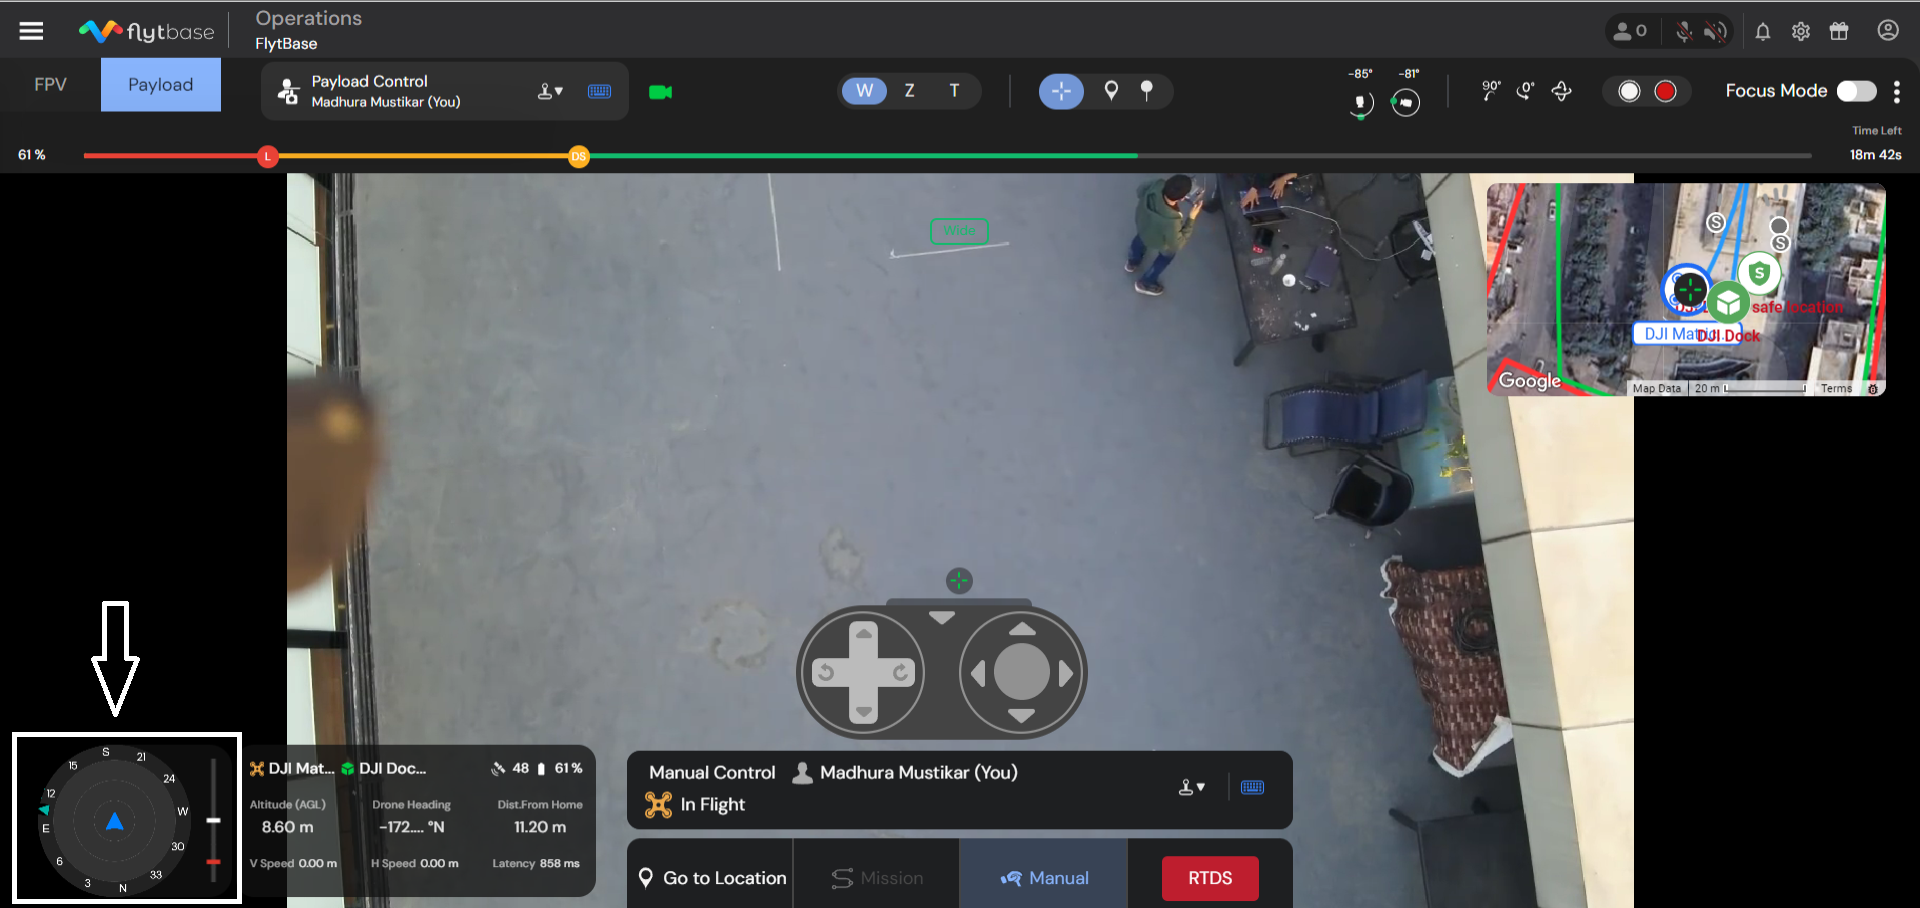 flytbase
Operations
FlytBase
0
FPV
Payload
Payload Control
Madhura Mustikar (You)
W Z T
-85° -81°
90° 0°
Focus Mode
61 %
L
DS
Time Left
18m 42s
Wide
S
S
S
safe location
DJI Matric...
DJI Dock
Google
Map Data 20 m Terms
S 21 24 W 30 33 N 3 6 E 12 15
DJI Mat... DJI Doc... 48 61 %
Altitude (AGL) Drone Heading Dist.From Home
8.60 m -172.... °N 11.20 m
V Speed 0.00 m H Speed 0.00 m Latency 858 ms
Manual Control Madhura Mustikar (You)
In Flight
Go to Location Mission Manual RTDS